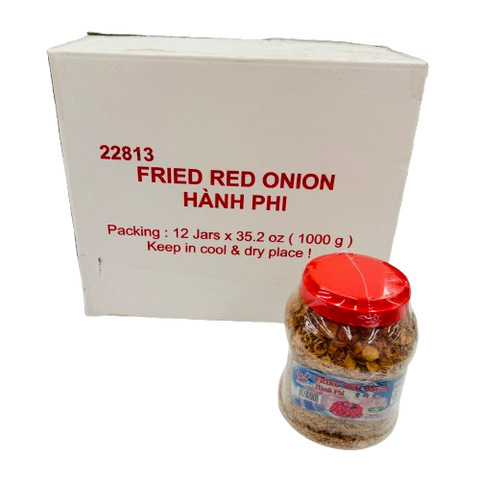 22813
FRIED RED ONION
HÀNH PHI
Packing : 12 Jars x 35.2 oz ( 1000 g )
Keep in cool & dry place !
FRIED RED ONION
Hành Phi